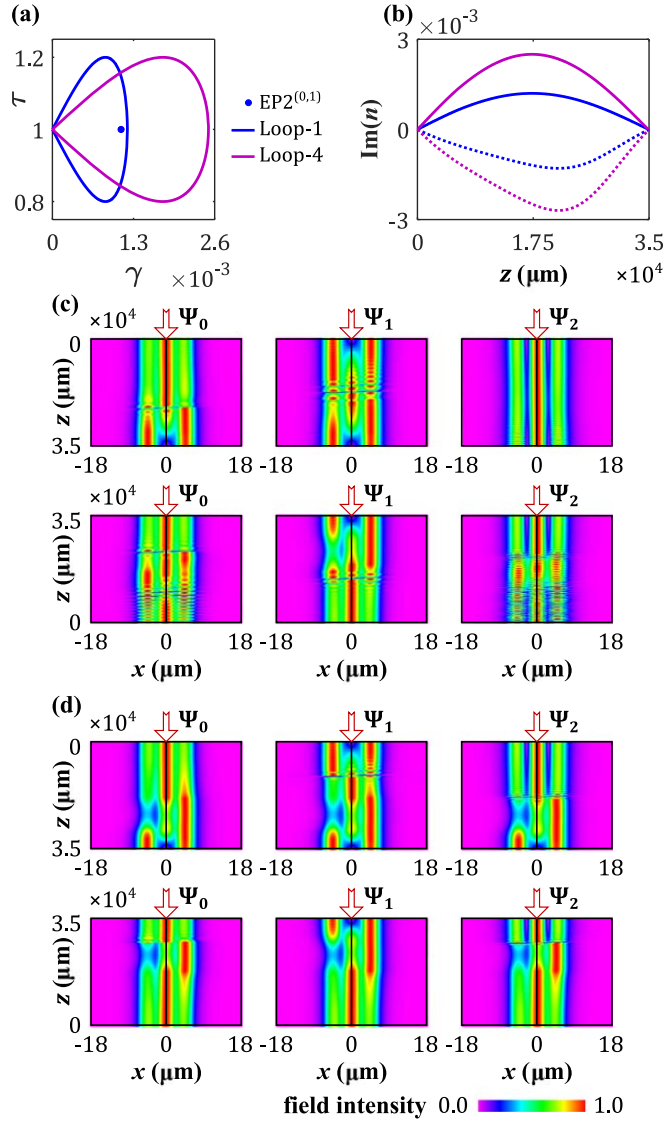 (a)
1.2
1
0.8
τ
0 1.3 2.6
γ ×10⁻³
EP2⁽⁰,¹⁾
Loop-1
Loop-4
(b)
×10⁻³
3
0
-3
Im(n)
0 1.75 3.5
z (µm) ×10⁴
(c)
×10⁴ Ψ₀ Ψ₁ Ψ₂
0
z (µm)
3.5
-18 0 18 -18 0 18 -18 0 18
×10⁴ Ψ₀ Ψ₁ Ψ₂
3.5
z (µm)
0
-18 0 18 -18 0 18 -18 0 18
x (µm) x (µm) x (µm)
(d)
×10⁴ Ψ₀ Ψ₁ Ψ₂
0
z (µm)
3.5
-18 0 18 -18 0 18 -18 0 18
×10⁴ Ψ₀ Ψ₁ Ψ₂
3.5
z (µm)
0
-18 0 18 -18 0 18 -18 0 18
x (µm) x (µm) x (µm)
field intensity 0.0 1.0